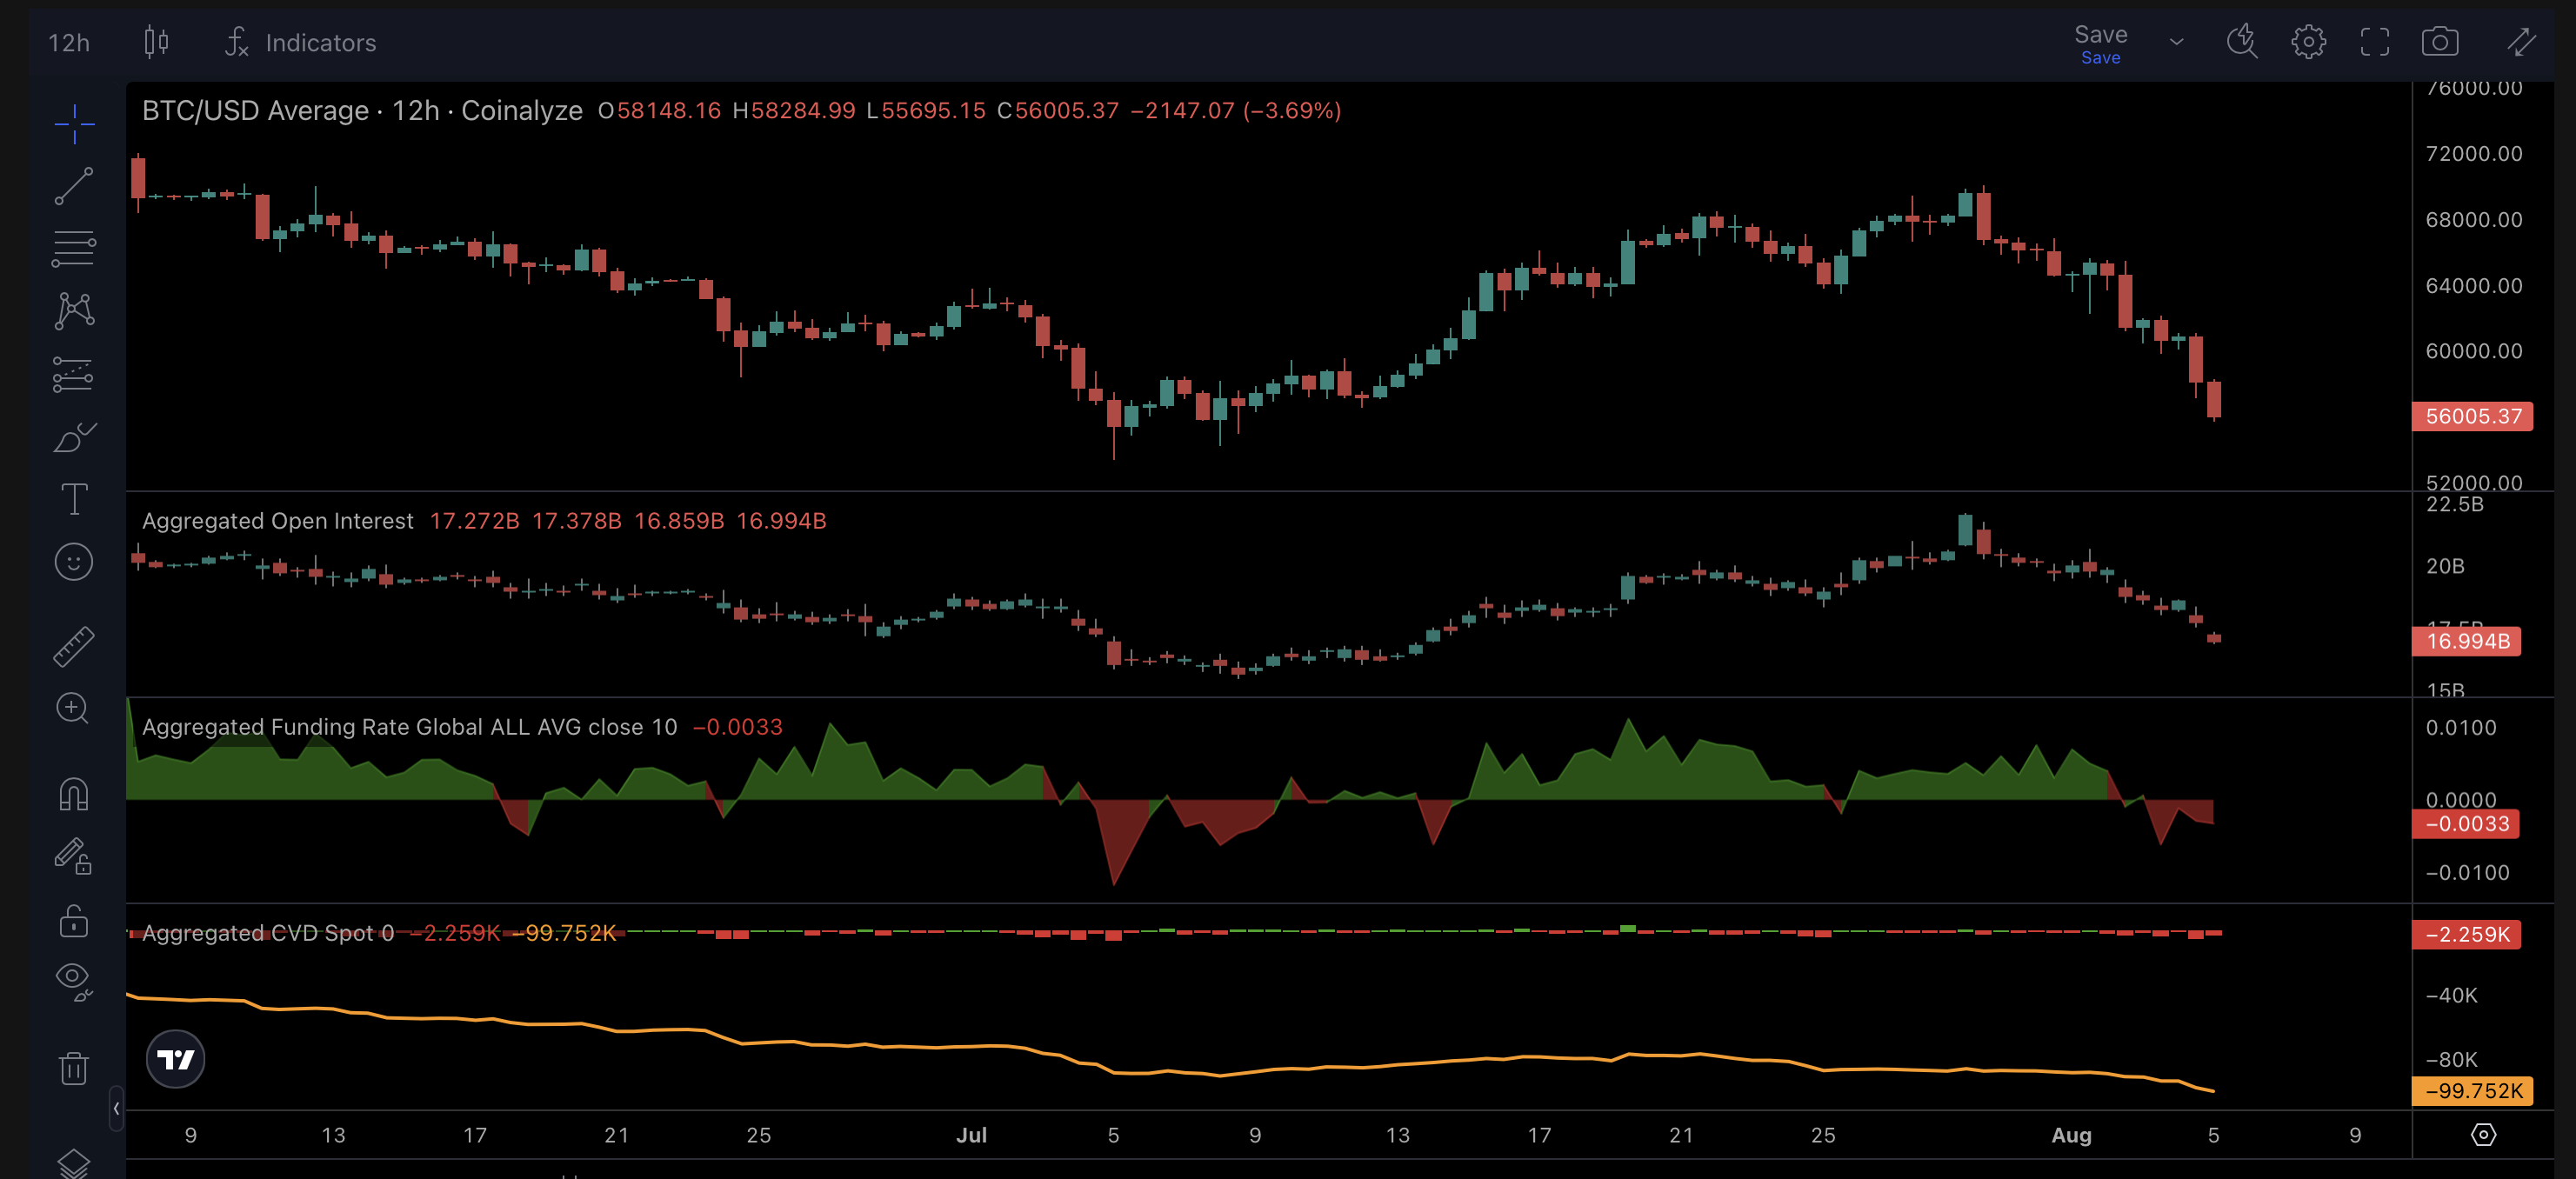 12h
Indicators
Save
Save
BTC/USD Average · 12h · Coinalyze O58148.16 H58284.99 L55695.15 C56005.37 −2147.07 (−3.69%)
76000.00
72000.00
68000.00
64000.00
60000.00
56005.37
52000.00
Aggregated Open Interest 17.272B 17.378B 16.859B 16.994B
22.5B
20B
17.5B
16.994B
15B
Aggregated Funding Rate Global ALL AVG close 10 −0.0033
0.0100
0.0000
−0.0033
−0.0100
Aggregated CVD Spot 0 −2.259K −99.752K
−2.259K
−40K
−80K
−99.752K
9 13 17 21 25 Jul 5 9 13 17 21 25 Aug 5 9